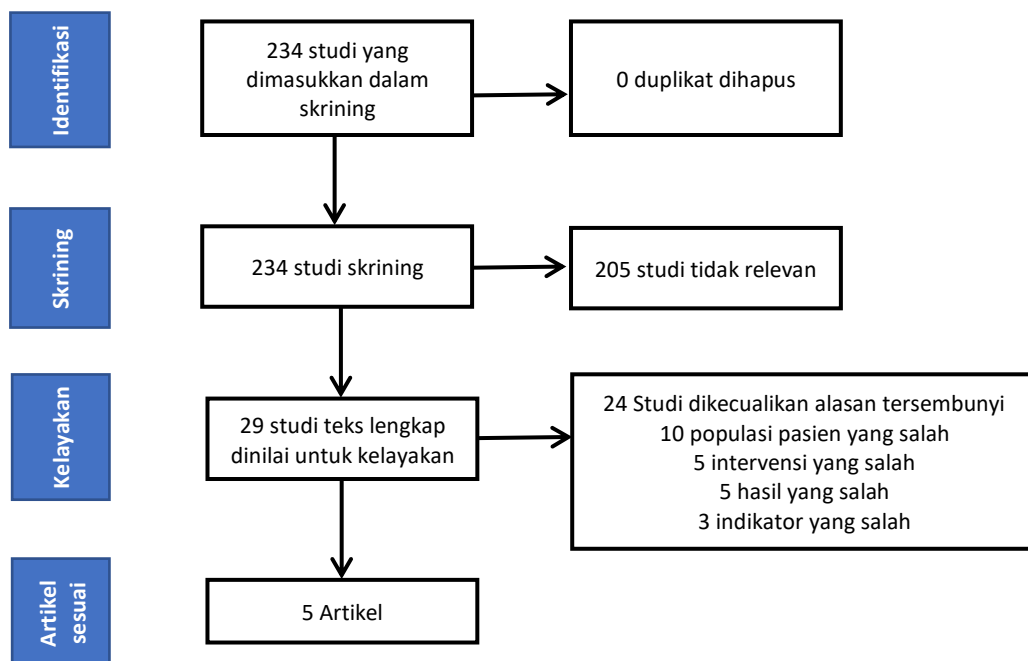 Identifikasi
234 studi yang
dimasukkan dalam
skrining
0 duplikat dihapus
Skrining
234 studi skrining
205 studi tidak relevan
Kelayakan
29 studi teks lengkap
dinilai untuk kelayakan
24 Studi dikecualikan alasan tersembunyi
10 populasi pasien yang salah
5 intervensi yang salah
5 hasil yang salah
3 indikator yang salah
Artikel
sesuai
5 Artikel